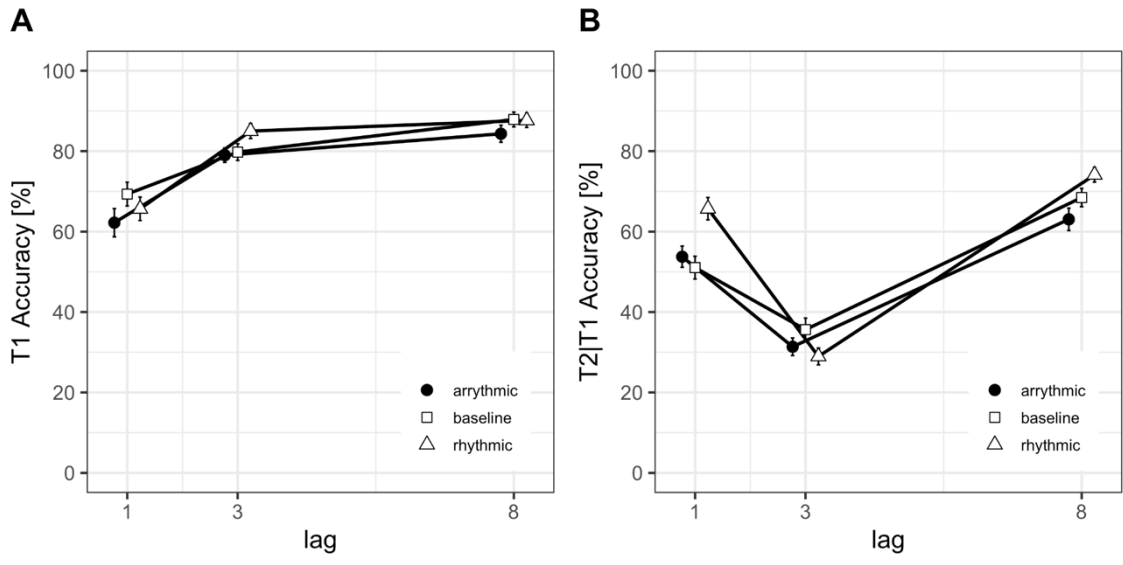 A
T1 Accuracy [%]
100
80
60
40
20
0
arrythmic
baseline
rhythmic
1 3 8
lag
B
T2|T1 Accuracy [%]
100
80
60
40
20
0
arrythmic
baseline
rhythmic
1 3 8
lag